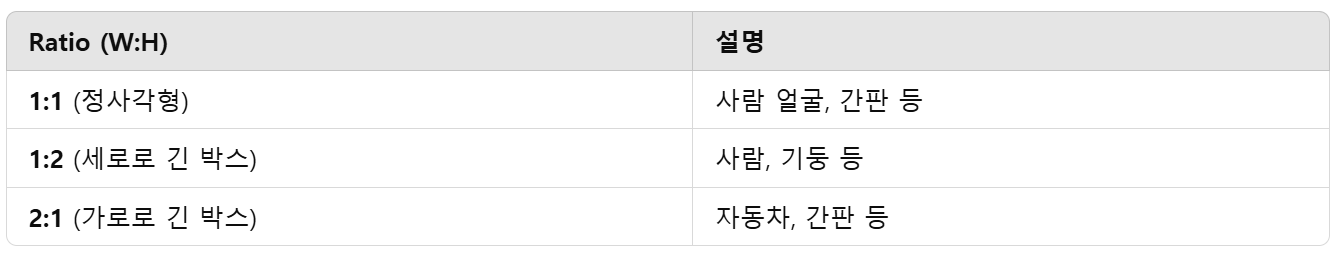 Ratio (W:H) 설명
1:1 (정사각형) 사람 얼굴, 간판 등
1:2 (세로로 긴 박스) 사람, 기둥 등
2:1 (가로로 긴 박스) 자동차, 간판 등